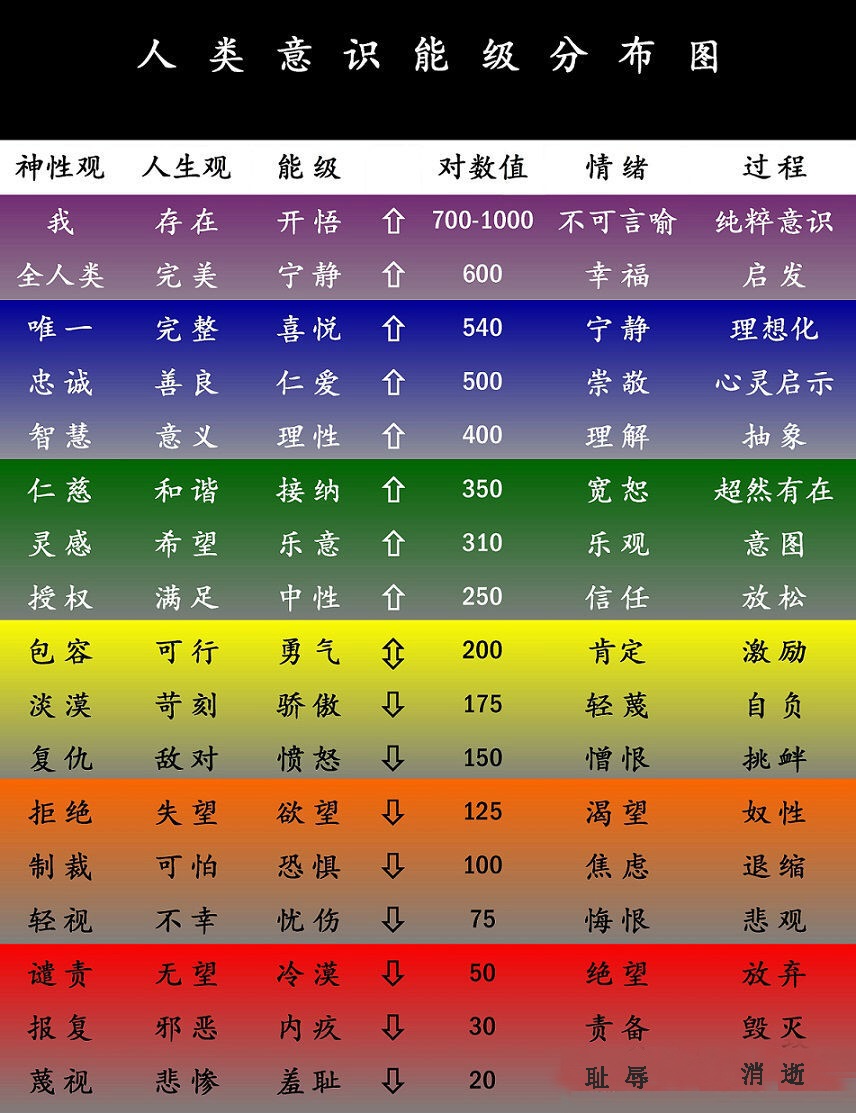 人类意识能级分布图
神性观 人生观 能级 对数值 情绪 过程
我 存在 开悟 ⇧ 700-1000 不可言喻 纯粹意识
全人类 完美 宁静 ⇧ 600 幸福 启发
唯一 完整 喜悦 ⇧ 540 宁静 理想化
忠诚 善良 仁爱 ⇧ 500 崇敬 心灵启示
智慧 意义 理性 ⇧ 400 理解 抽象
仁慈 和谐 接纳 ⇧ 350 宽恕 超然有在
灵感 希望 乐意 ⇧ 310 乐观 意图
授权 满足 中性 ⇧ 250 信任 放松
包容 可行 勇气 ⇳ 200 肯定 激励
淡漠 苛刻 骄傲 ⇩ 175 轻蔑 自负
复仇 敌对 愤怒 ⇩ 150 憎恨 挑衅
拒绝 失望 欲望 ⇩ 125 渴望 奴性
制裁 可怕 恐惧 ⇩ 100 焦虑 退缩
轻视 不幸 忧伤 ⇩ 75 悔恨 悲观
谴责 无望 冷漠 ⇩ 50 绝望 放弃
报复 邪恶 内疚 ⇩ 30 责备 毁灭
蔑视 悲惨 羞耻 ⇩ 20 耻辱 消逝